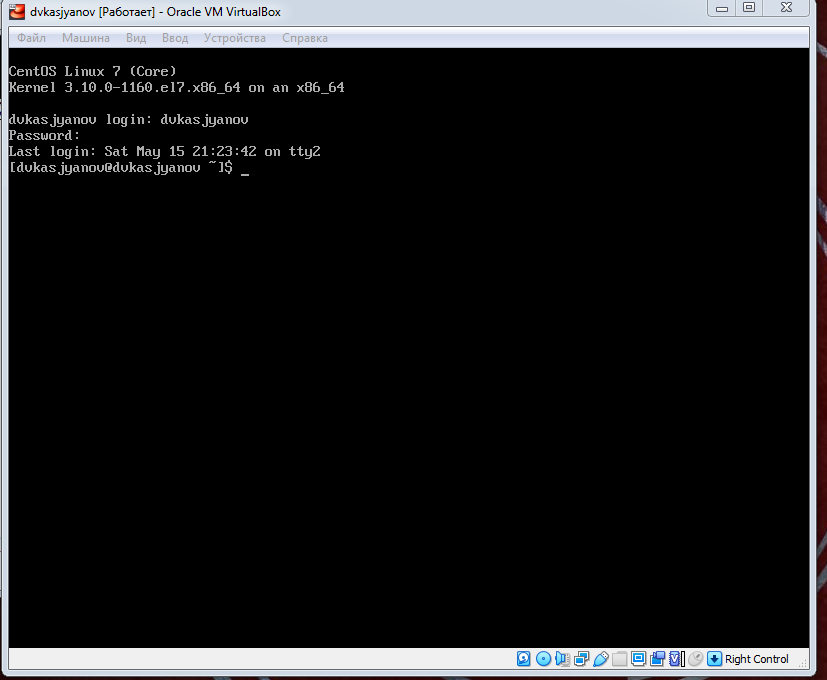 dvkasjyanov [Работает] - Oracle VM VirtualBox
Файл Машина Вид Ввод Устройства Справка
CentOS Linux 7 (Core)
Kernel 3.10.0-1160.el7.x86_64 on an x86_64
dvkasjyanov login: dvkasjyanov
Password:
Last login: Sat May 15 21:23:42 on tty2
[dvkasjyanov@dvkasjyanov ~]$ _
Right Control